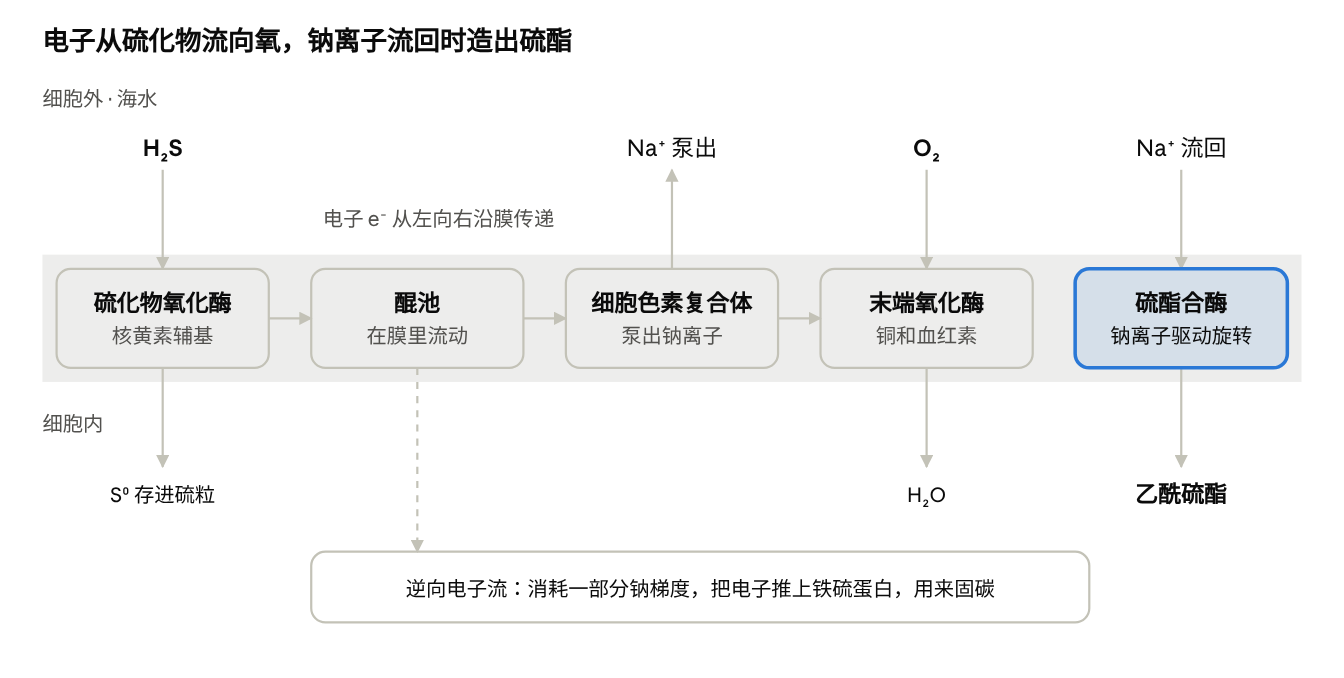 电子从硫化物流向氧，钠离子流回时造出硫酯
细胞外 · 海水
H₂S
Na⁺ 泵出
O₂
Na⁺ 流回
电子 e⁻ 从左向右沿膜传递
硫化物氧化酶
核黄素辅基
醌池
在膜里流动
细胞色素复合体
泵出钠离子
末端氧化酶
铜和血红素
硫酯合酶
钠离子驱动旋转
细胞内
S⁰ 存进硫粒
H₂O
乙酰硫酯
逆向电子流：消耗一部分钠梯度，把电子推上铁硫蛋白，用来固碳